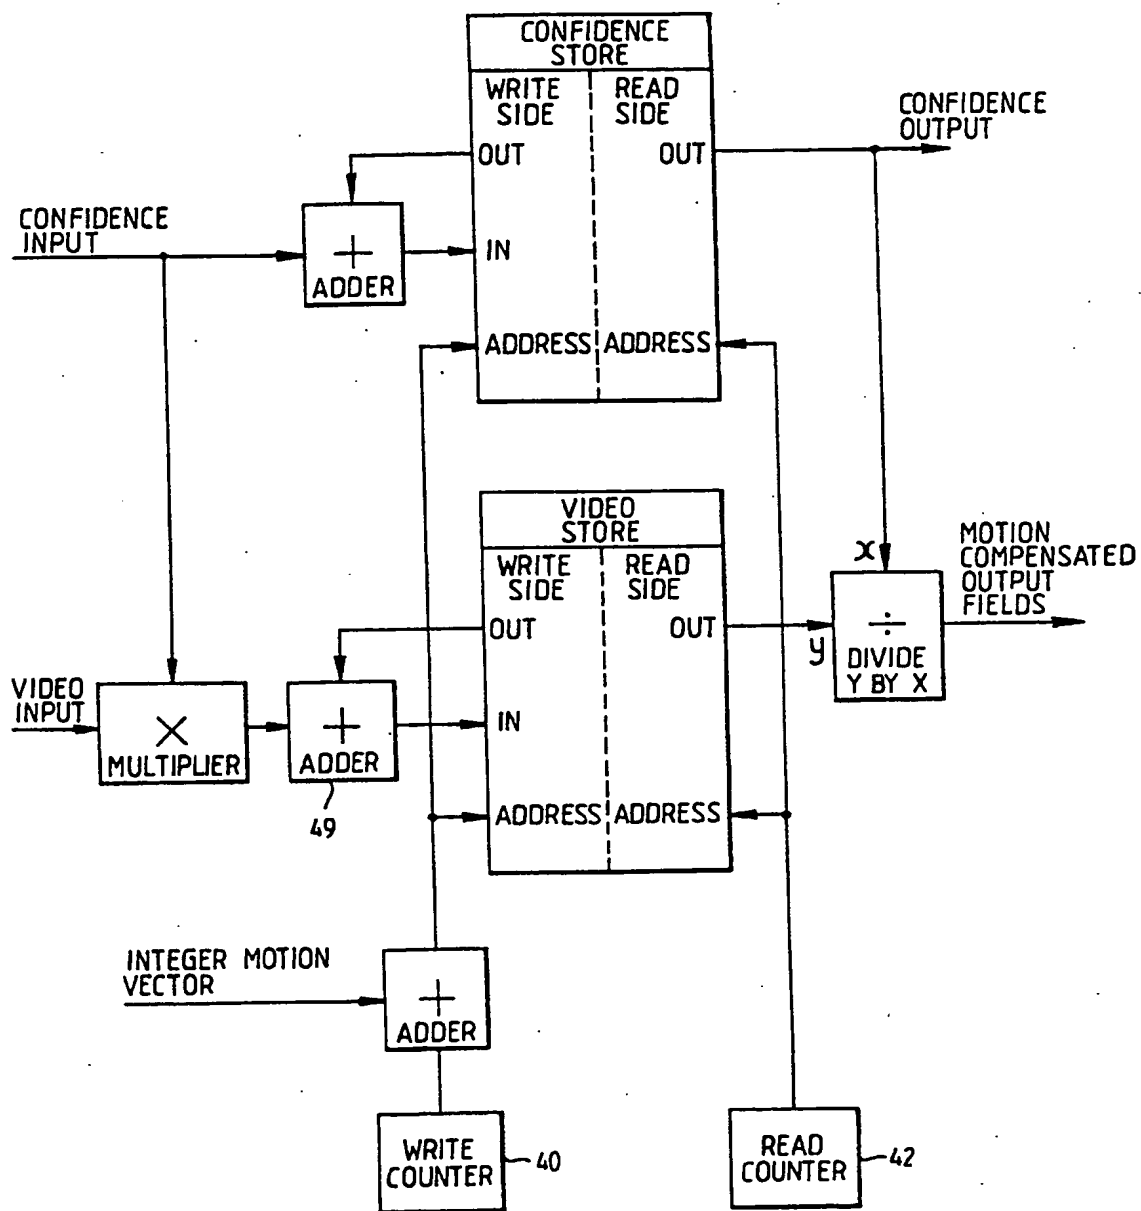 CONFIDENCE
STORE
WRITE
SIDE
READ
SIDE
OUT
OUT
CONFIDENCE
OUTPUT
CONFIDENCE
INPUT
+
ADDER
IN
ADDRESS
ADDRESS
VIDEO
STORE
WRITE
SIDE
READ
SIDE
OUT
OUT
x
y
÷
DIVIDE
Y BY X
MOTION
COMPENSATED
OUTPUT
FIELDS
VIDEO
INPUT
×
MULTIPLIER
+
ADDER
49
IN
ADDRESS
ADDRESS
INTEGER MOTION
VECTOR
+
ADDER
WRITE
COUNTER
40
READ
COUNTER
42